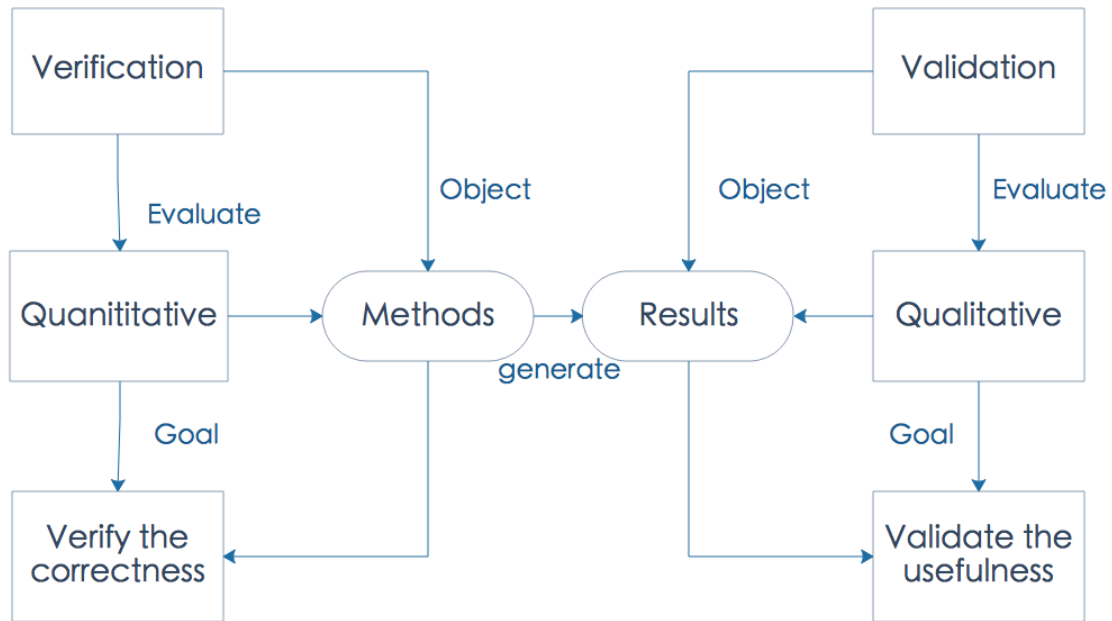 Verification
Validation
Object
Object
Evaluate
Evaluate
Quanititative
Methods
Results
Qualitative
generate
Goal
Goal
Verify the
correctness
Validate the
usefulness